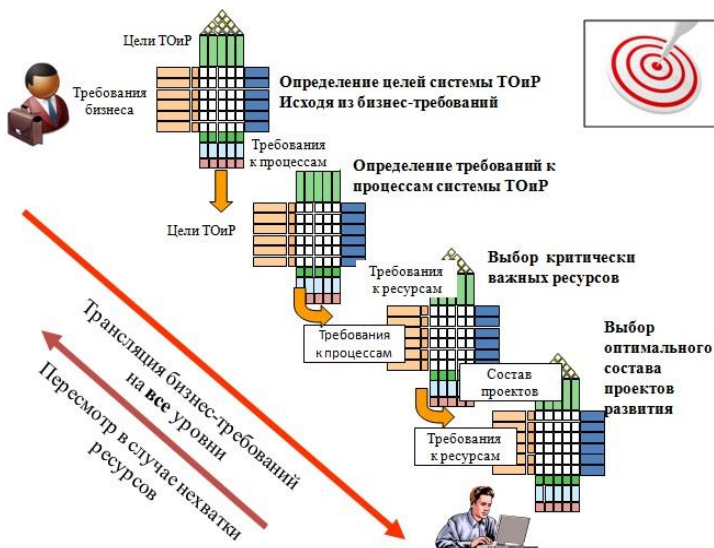 Цели ТОиР
Требования
бизнеса
Определение целей системы ТОиР
Исходя из бизнес-требований
Требования
к процессам
Определение требований к
процессам системы ТОиР
Цели ТОиР
Требования
к ресурсам
Выбор критически
важных ресурсов
Требования
к процессам
Выбор
оптимального
состава
проектов
развития
Состав
проектов
Требования
к ресурсам
Трансляция бизнес-требований
на все уровни
Пересмотр в случае нехватки
ресурсов